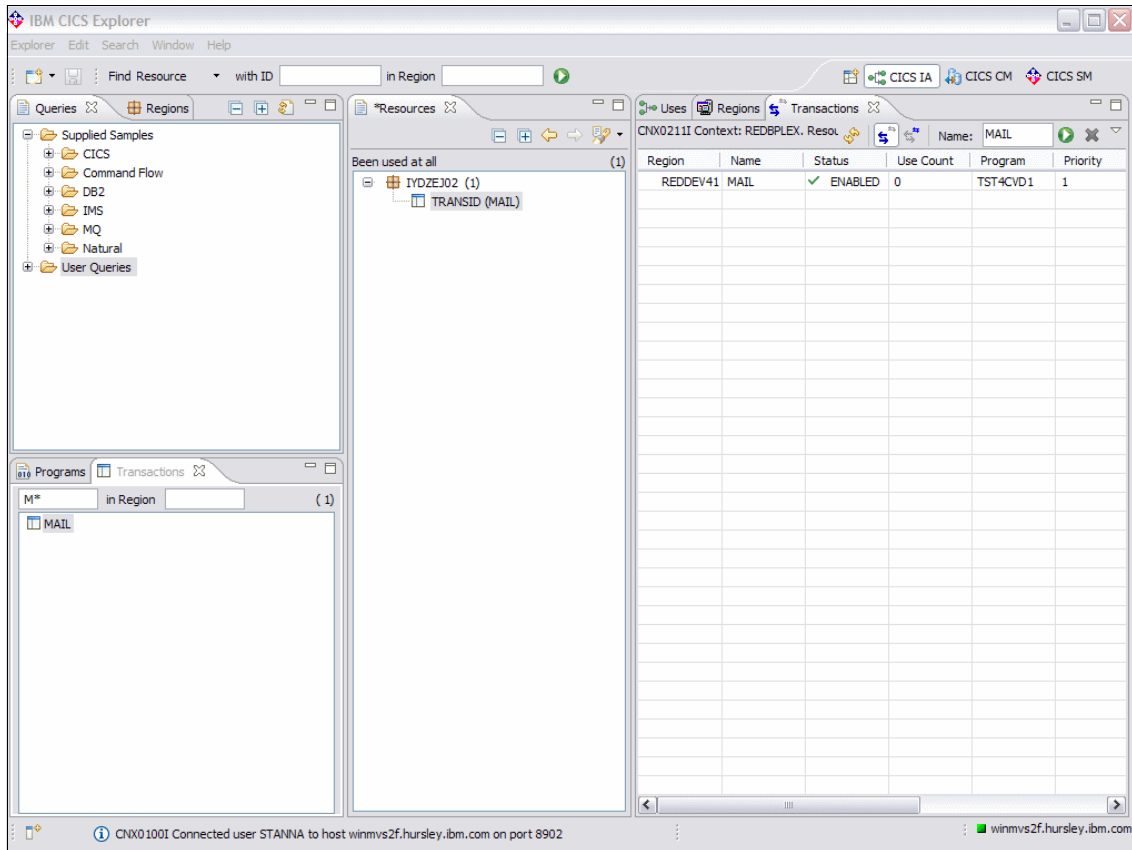 IBM CICS Explorer
Explorer Edit Search Window Help
Find Resource with ID in Region
CICS IA CICS CM CICS SM
Queries Regions
Supplied Samples
CICS
Command Flow
DB2
IMS
MQ
Natural
User Queries
Programs Transactions
M* in Region ( 1)
MAIL
*Resources
Been used at all (1)
IYDZEJ02 (1)
TRANSID (MAIL)
Uses Regions Transactions
CNX0211I Context: REDBPLEX. Resou Name: MAIL
Region Name Status Use Count Program Priority
REDDEV41 MAIL ENABLED 0 TST4CVD1 1
CNX0100I Connected user STANNA to host winmvs2f.hursley.ibm.com on port 8902
winmvs2f.hursley.ibm.com